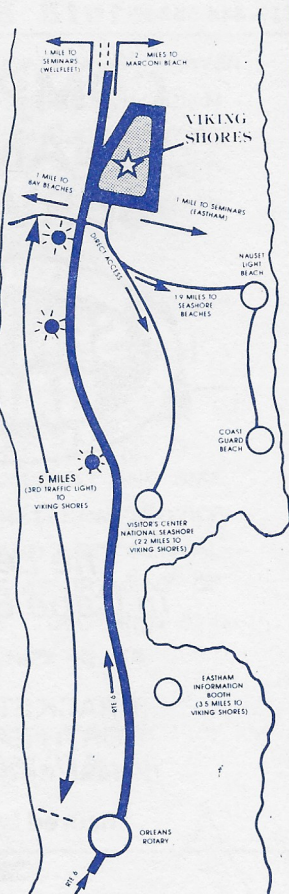 1 MILE TO
SEMINARS
(WELLFLEET)
2 MILES TO
MARCONI BEACH
VIKING
SHORES
1 MILE TO
BAY BEACHES
1 MILE TO SEMINARS
(EASTHAM)
DIRECT ACCESS
NAUSET
LIGHT
BEACH
1.9 MILES TO
SEASHORE
BEACHES
COAST
GUARD
BEACH
5 MILES
(3RD TRAFFIC LIGHT)
TO
VIKING SHORES
VISITOR'S CENTER
NATIONAL SEASHORE
(2.2 MILES TO
VIKING SHORES)
RTE 6
EASTHAM
INFORMATION
BOOTH
(3.5 MILES TO
VIKING SHORES)
ORLEANS
ROTARY
RTE 6